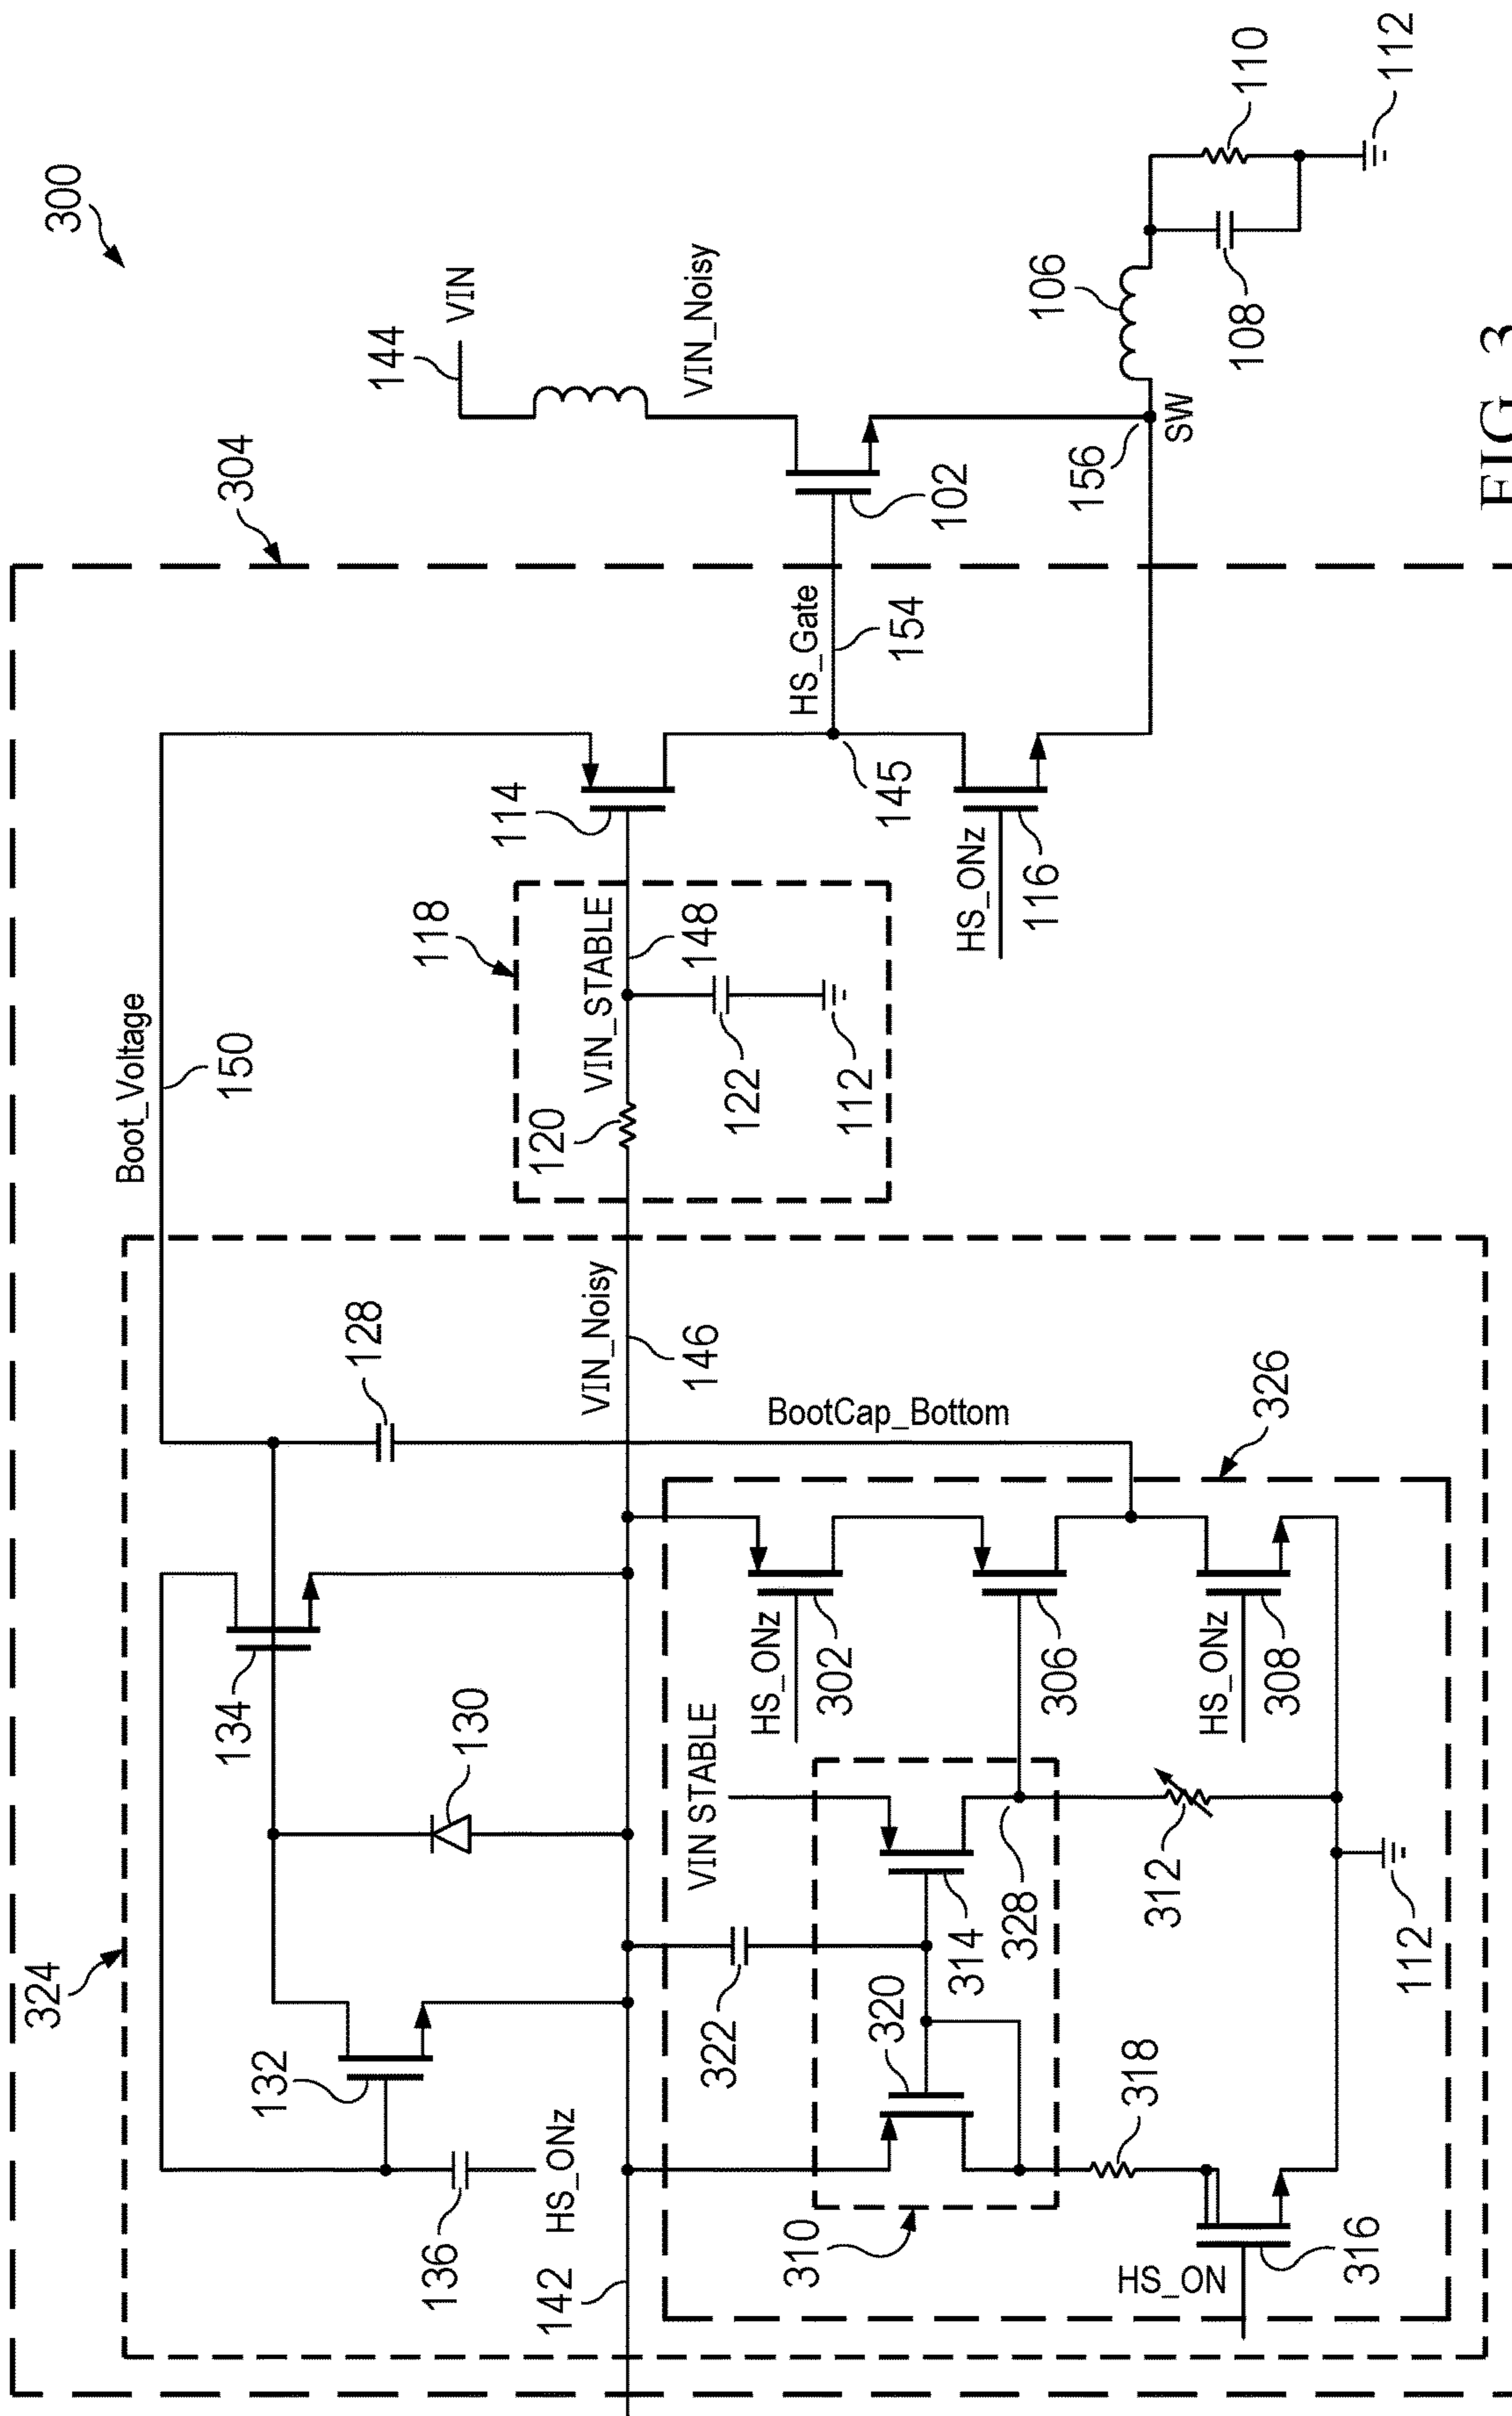 300
304
324
Boot_Voltage
150
144
VIN
134
132
128
130
118
114
136
HS_ONz
142
VIN_Noisy
146
120
VIN_STABLE
148
VIN_Noisy
122
112
HS_Gate
154
145
102
HS_ONz
116
156
SW
106
108
110
112
322
VIN STABLE
BootCap_Bottom
326
HS_ONz
302
310
320
314
328
306
318
312
HS_ONz
308
HS_ON
316
112
FIG. 3